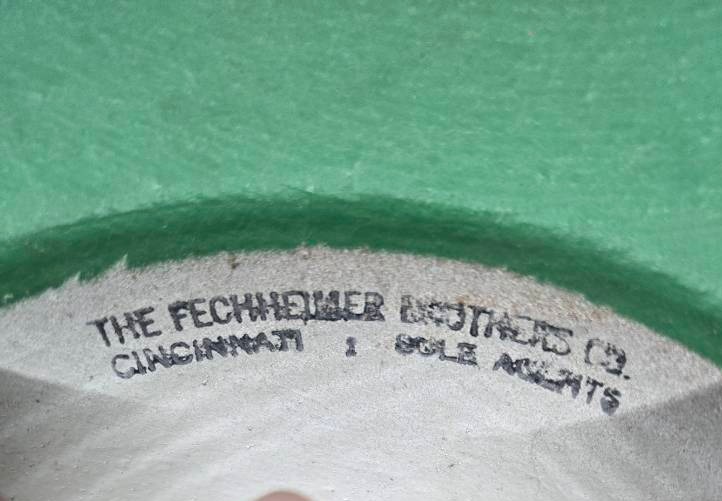 THE FECHHEIMER BROTHERS CO.
CINCINNATI : SOLE AGENTS